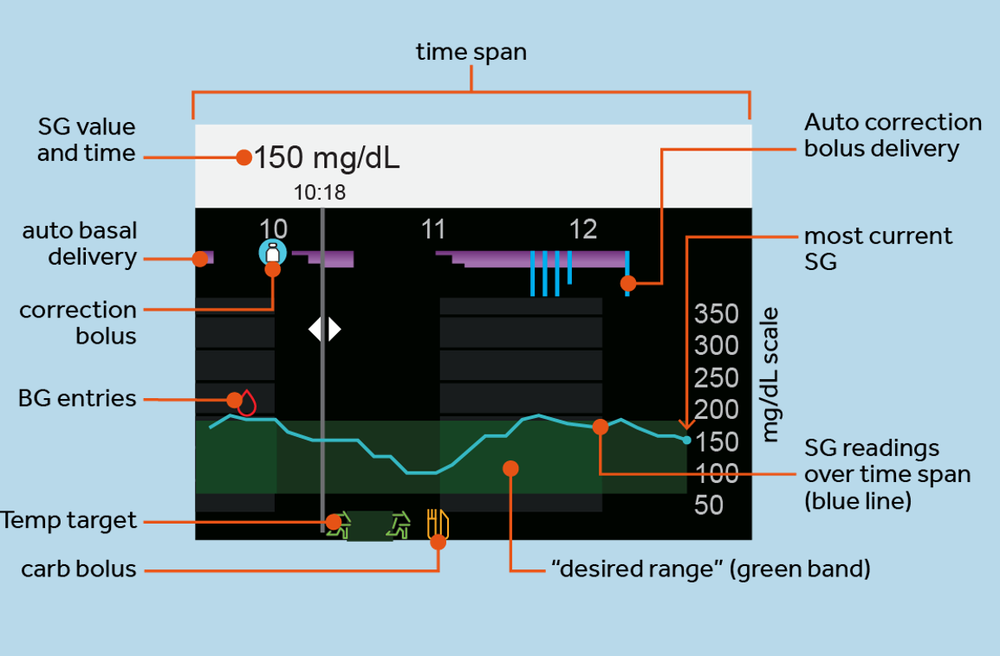 time span
SG value
and time
150 mg/dL
10:18
Auto correction
bolus delivery
auto basal
delivery
10
11
12
most current
SG
correction
bolus
350
300
250
200
150
100
50
mg/dL scale
BG entries
SG readings
over time span
(blue line)
Temp target
carb bolus
“desired range” (green band)